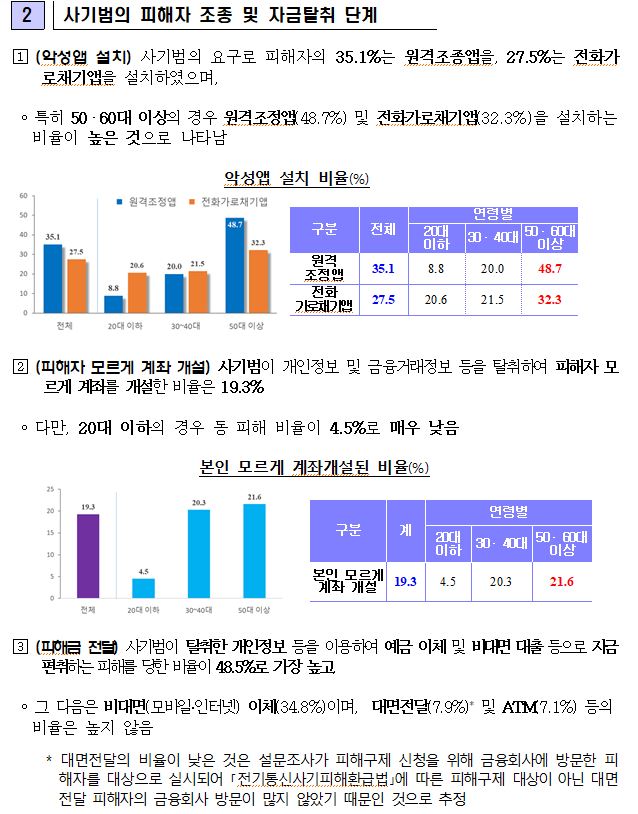 2 사기범의 피해자 조종 및 자금탈취 단계
1 (악성앱 설치) 사기범의 요구로 피해자의 35.1%는 원격조종앱을, 27.5%는 전화가
로채기앱을 설치하였으며,
○ 특히 50·60대 이상의 경우 원격조정앱(48.7%) 및 전화가로채기앱(32.3%)을 설치하는
비율이 높은 것으로 나타남
악성앱 설치 비율(%)
60
50
40
30
20
10
0
원격조정앱 전화가로채기앱
35.1 27.5 8.8 20.6 20.0 21.5 48.7 32.3
전체 20대 이하 30~40대 50대 이상
구분 전체 연령별
20대 이하 30·40대 50·60대 이상
원격 조정앱 35.1 8.8 20.0 48.7
전화 가로채기앱 27.5 20.6 21.5 32.3
2 (피해자 모르게 계좌 개설) 사기범이 개인정보 및 금융거래정보 등을 탈취하여 피해자 모
르게 계좌를 개설한 비율은 19.3%
○ 다만, 20대 이하의 경우 동 피해 비율이 4.5%로 매우 낮음
본인 모르게 계좌개설된 비율(%)
25
20
15
10
5
0
19.3 4.5 20.3 21.6
전체 20대 이하 30~40대 50대 이상
구분 계 연령별
20대 이하 30·40대 50·60대 이상
본인 모르게 계좌 개설 19.3 4.5 20.3 21.6
3 (피해금 전달) 사기범이 탈취한 개인정보 등을 이용하여 예금 이체 및 비대면 대출 등으로 자금
편취하는 피해를 당한 비율이 48.5%로 가장 높고,
○ 그 다음은 비대면(모바일·인터넷) 이체(34.8%)이며, 대면전달(7.9%)* 및 ATM(7.1%) 등의
비율은 높지 않음
* 대면전달의 비율이 낮은 것은 설문조사가 피해구제 신청을 위해 금융회사에 방문한 피
해자를 대상으로 실시되어 「전기통신사기피해환급법」에 따른 피해구제 대상이 아닌 대면
전달 피해자의 금융회사 방문이 많지 않았기 때문인 것으로 추정